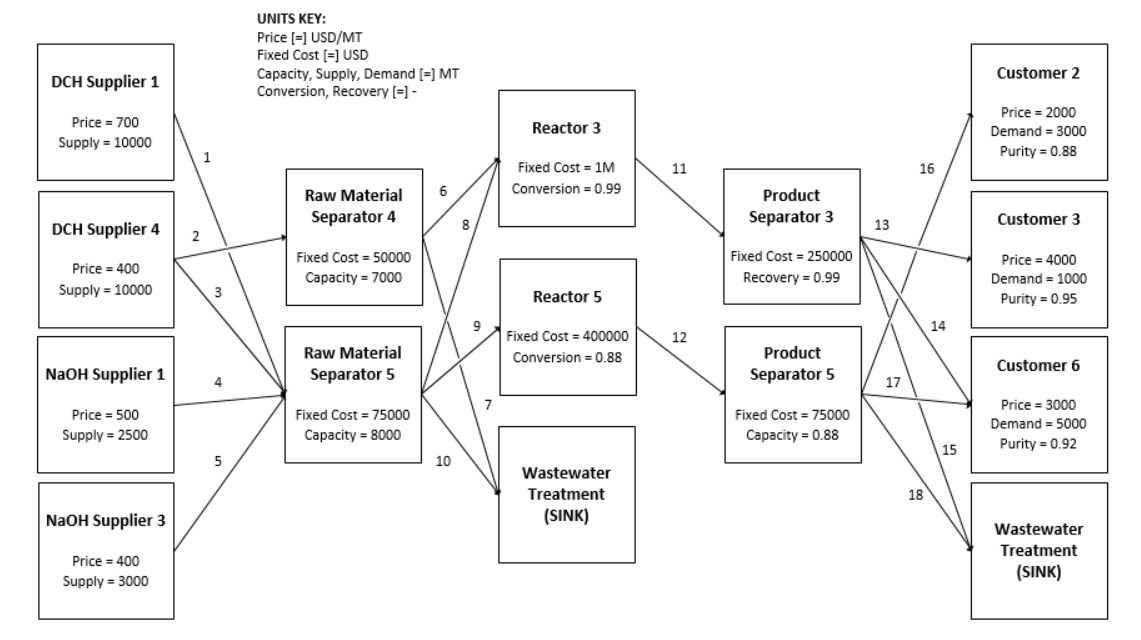 UNITS KEY:
Price [=] USD/MT
Fixed Cost [=] USD
Capacity, Supply, Demand [=] MT
Conversion, Recovery [=] -
DCH Supplier 1
Price = 700
Supply = 10000
DCH Supplier 4
Price = 400
Supply = 10000
NaOH Supplier 1
Price = 500
Supply = 2500
NaOH Supplier 3
Price = 400
Supply = 3000
1
2
3
4
5
Raw Material
Separator 4
Fixed Cost = 50000
Capacity = 7000
Raw Material
Separator 5
Fixed Cost = 75000
Capacity = 8000
6
8
9
7
10
Reactor 3
Fixed Cost = 1M
Conversion = 0.99
Reactor 5
Fixed Cost = 400000
Conversion = 0.88
Wastewater
Treatment
(SINK)
11
12
Product
Separator 3
Fixed Cost = 250000
Recovery = 0.99
Product
Separator 5
Fixed Cost = 75000
Capacity = 0.88
16
13
14
17
15
18
Customer 2
Price = 2000
Demand = 3000
Purity = 0.88
Customer 3
Price = 4000
Demand = 1000
Purity = 0.95
Customer 6
Price = 3000
Demand = 5000
Purity = 0.92
Wastewater
Treatment
(SINK)